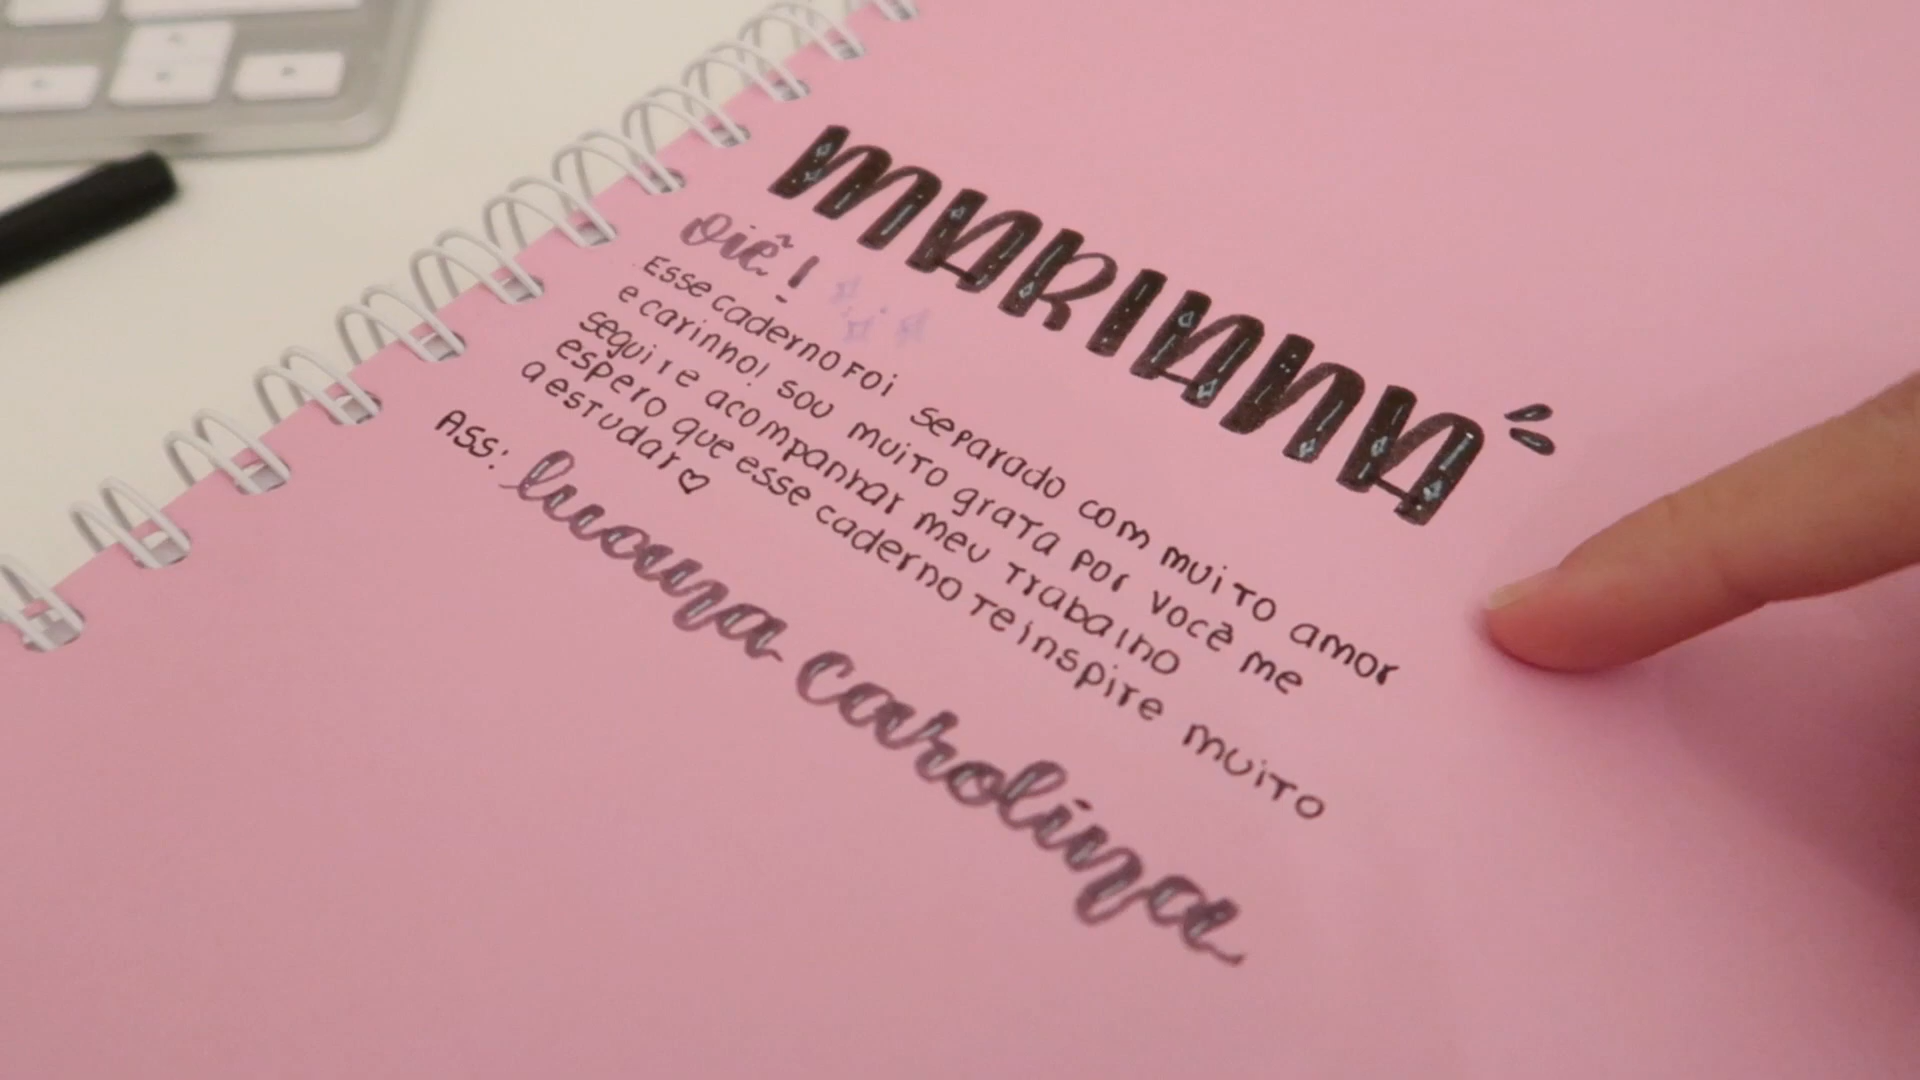 MARIANA
oiê!
Esse caderno foi separado com muito amor
e carinho! sou muito grata por você me
seguir e acompanhar meu trabalho
espero que esse caderno te inspire muito
a estudar ♡
Ass: luoana carolina